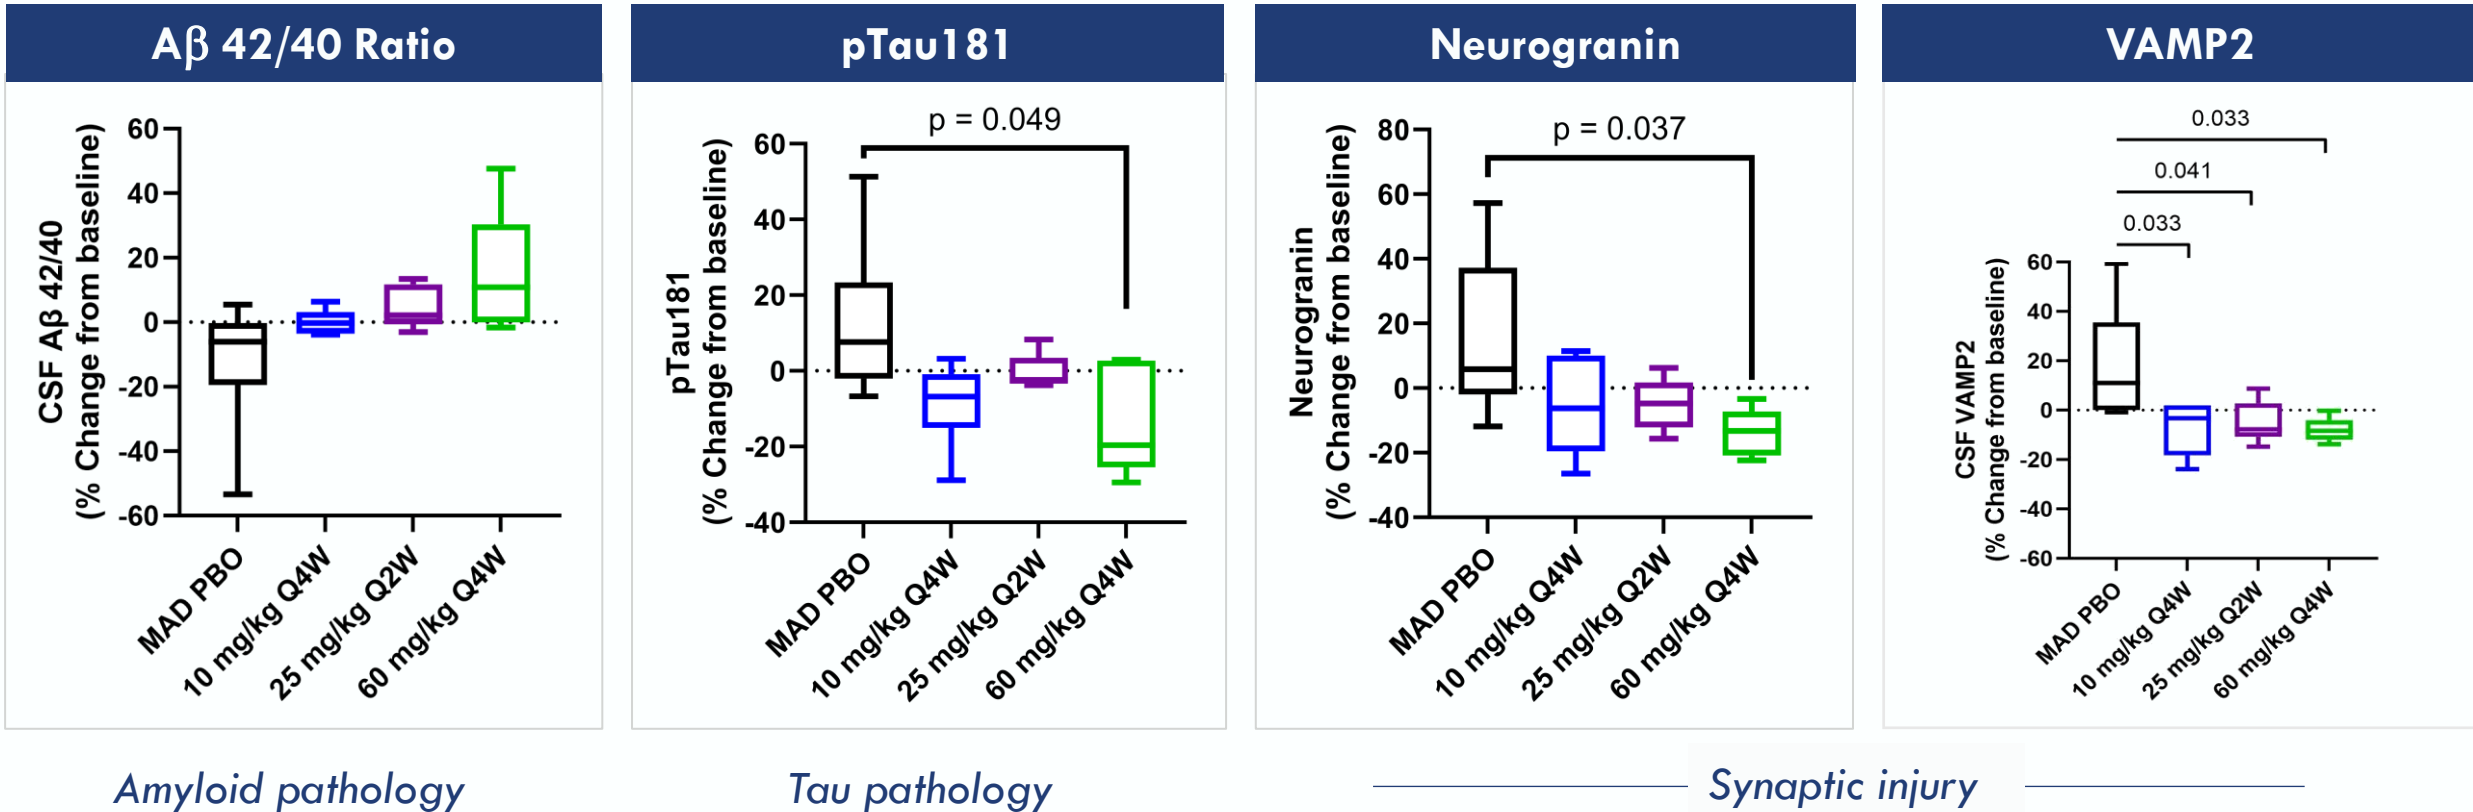 Aβ 42/40 Ratio
CSF Aβ 42/40
(% Change from baseline)
60
40
20
0
-20
-40
-60
MAD PBO
10 mg/kg Q4W
25 mg/kg Q2W
60 mg/kg Q4W
Amyloid pathology
pTau181
p = 0.049
pTau181
(% Change from baseline)
60
40
20
0
-20
-40
MAD PBO
10 mg/kg Q4W
25 mg/kg Q2W
60 mg/kg Q4W
Tau pathology
Neurogranin
p = 0.037
Neurogranin
(% Change from baseline)
80
60
40
20
0
-20
-40
MAD PBO
10 mg/kg Q4W
25 mg/kg Q2W
60 mg/kg Q4W
VAMP2
0.033
0.041
0.033
CSF VAMP2
(% Change from baseline)
60
40
20
0
-20
-40
-60
MAD PBO
10 mg/kg Q4W
25 mg/kg Q2W
60 mg/kg Q4W
Synaptic injury